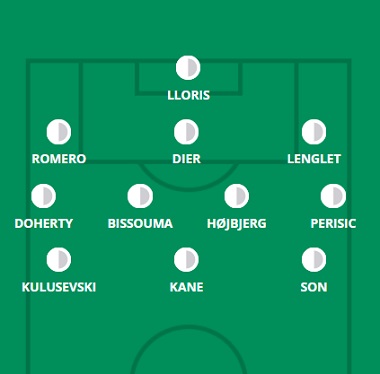 LLORIS
ROMERO DIER LENGLET
DOHERTY BISSOUMA HØJBJERG PERISIC
KULUSEVSKI KANE SON